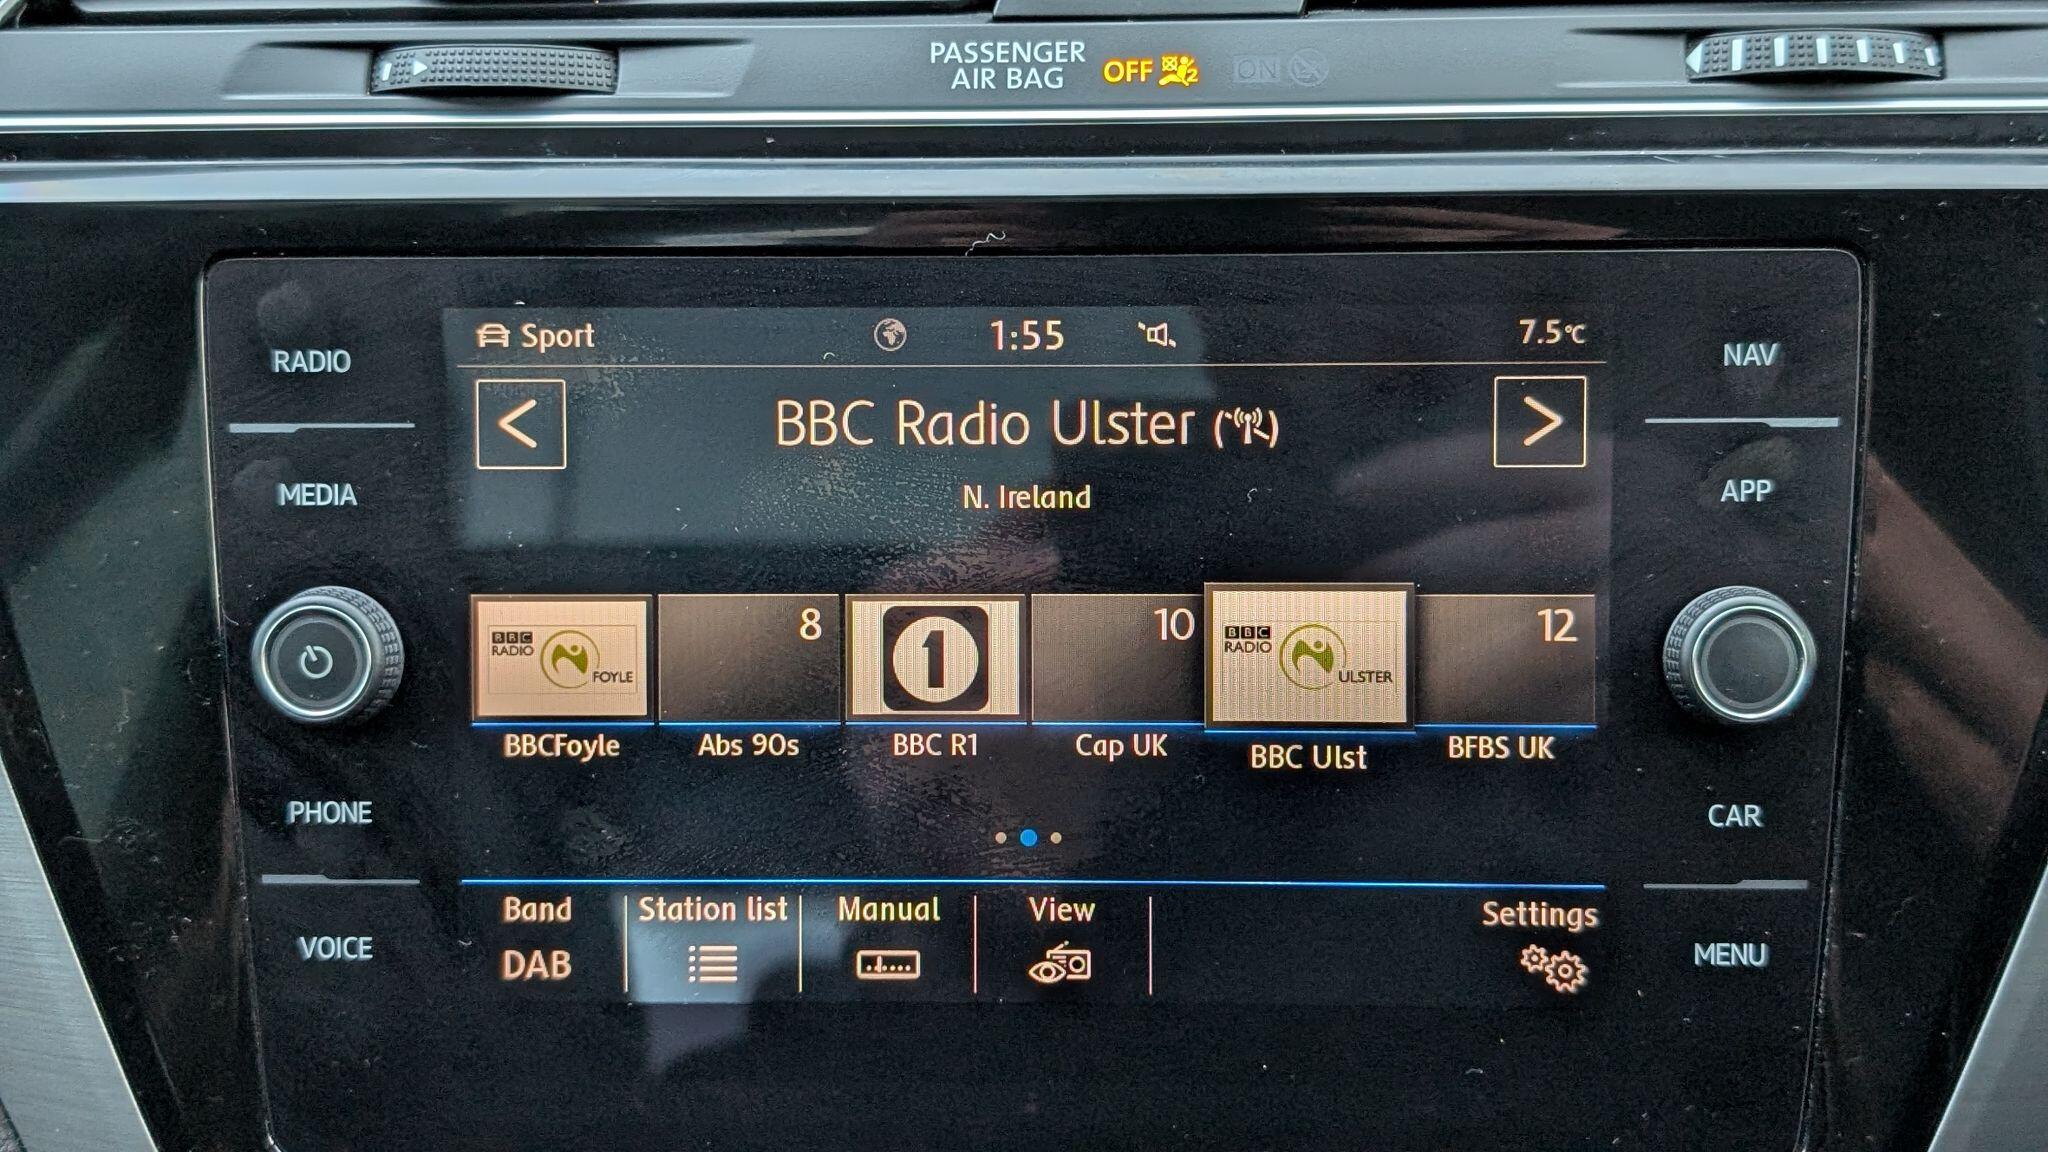 PASSENGER
AIR BAG
OFF
2
ON
RADIO
MEDIA
PHONE
VOICE
Sport
1:55
7.5°C
<
BBC Radio Ulster
>
N. Ireland
BBC
RADIO
FOYLE
8
1
10
BBC
RADIO
ULSTER
12
BBCFoyle
Abs 90s
BBC R1
Cap UK
BBC Ulst
BFBS UK
Band
DAB
Station list
Manual
View
Settings
NAV
APP
CAR
MENU